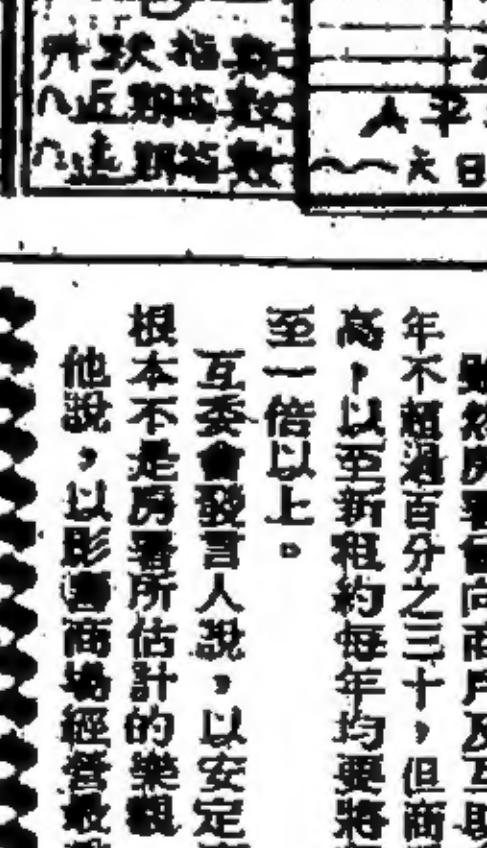 升跌指數
近期指數
遠期指數
雖然房署曾向商戶及互助
年不超過百分之三十，但商
高，以至新租約每年均要將
至一倍以上。
互委會發言人說，以安定
根本不是房署所估計的樂觀
他說，以彩雲商場經營